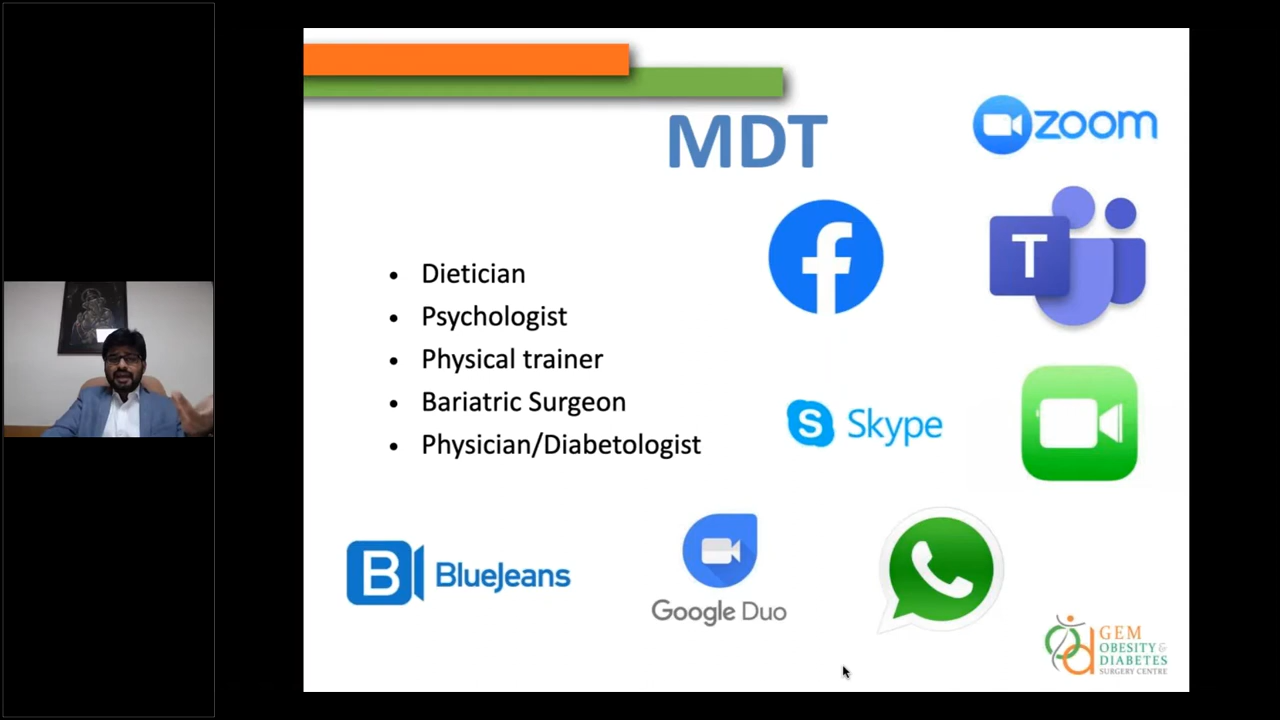 MDT
zoom
T
• Dietician
• Psychologist
• Physical trainer
• Bariatric Surgeon
• Physician/Diabetologist
S Skype
B BlueJeans
Google Duo
GEM
OBESITY &
DIABETES
SURGERY CENTRE